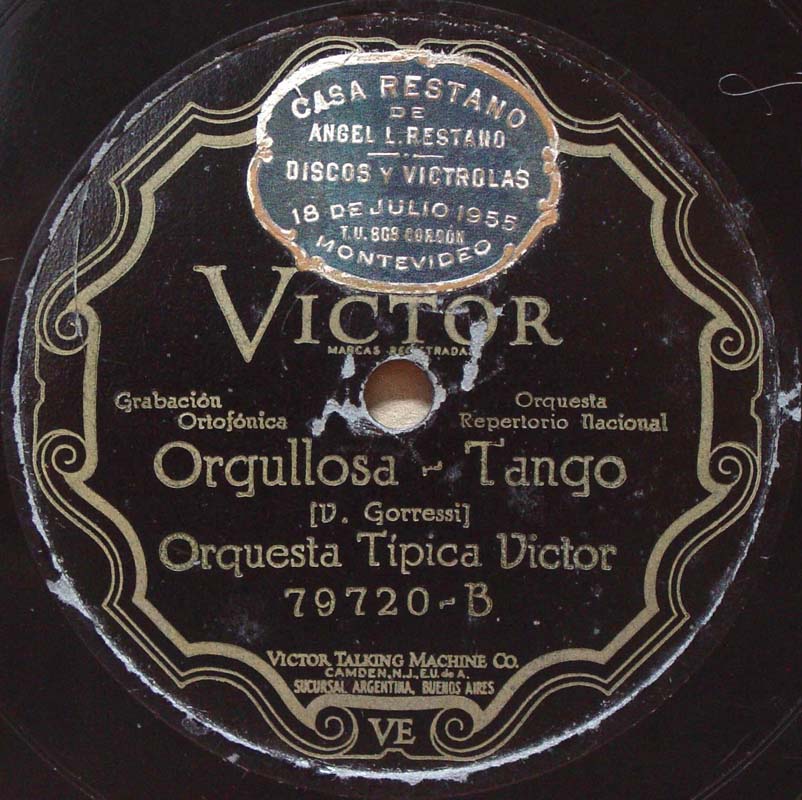 CASA RESTANO
DE
ANGEL L. RESTANO
DISCOS Y VICTROLAS
18 DE JULIO 1955
T.U. 809 CORDÓN
MONTEVIDEO
VICTOR
MARCAS REGISTRADAS
Grabación Orquesta
Ortofónica Repertorio Nacional
Orgullosa - Tango
[V. Gorressi]
Orquesta Típica Victor
79720-B
VICTOR TALKING MACHINE CO.
CAMDEN, N.J., E.U. de A.
SUCURSAL ARGENTINA, BUENOS AIRES
VE